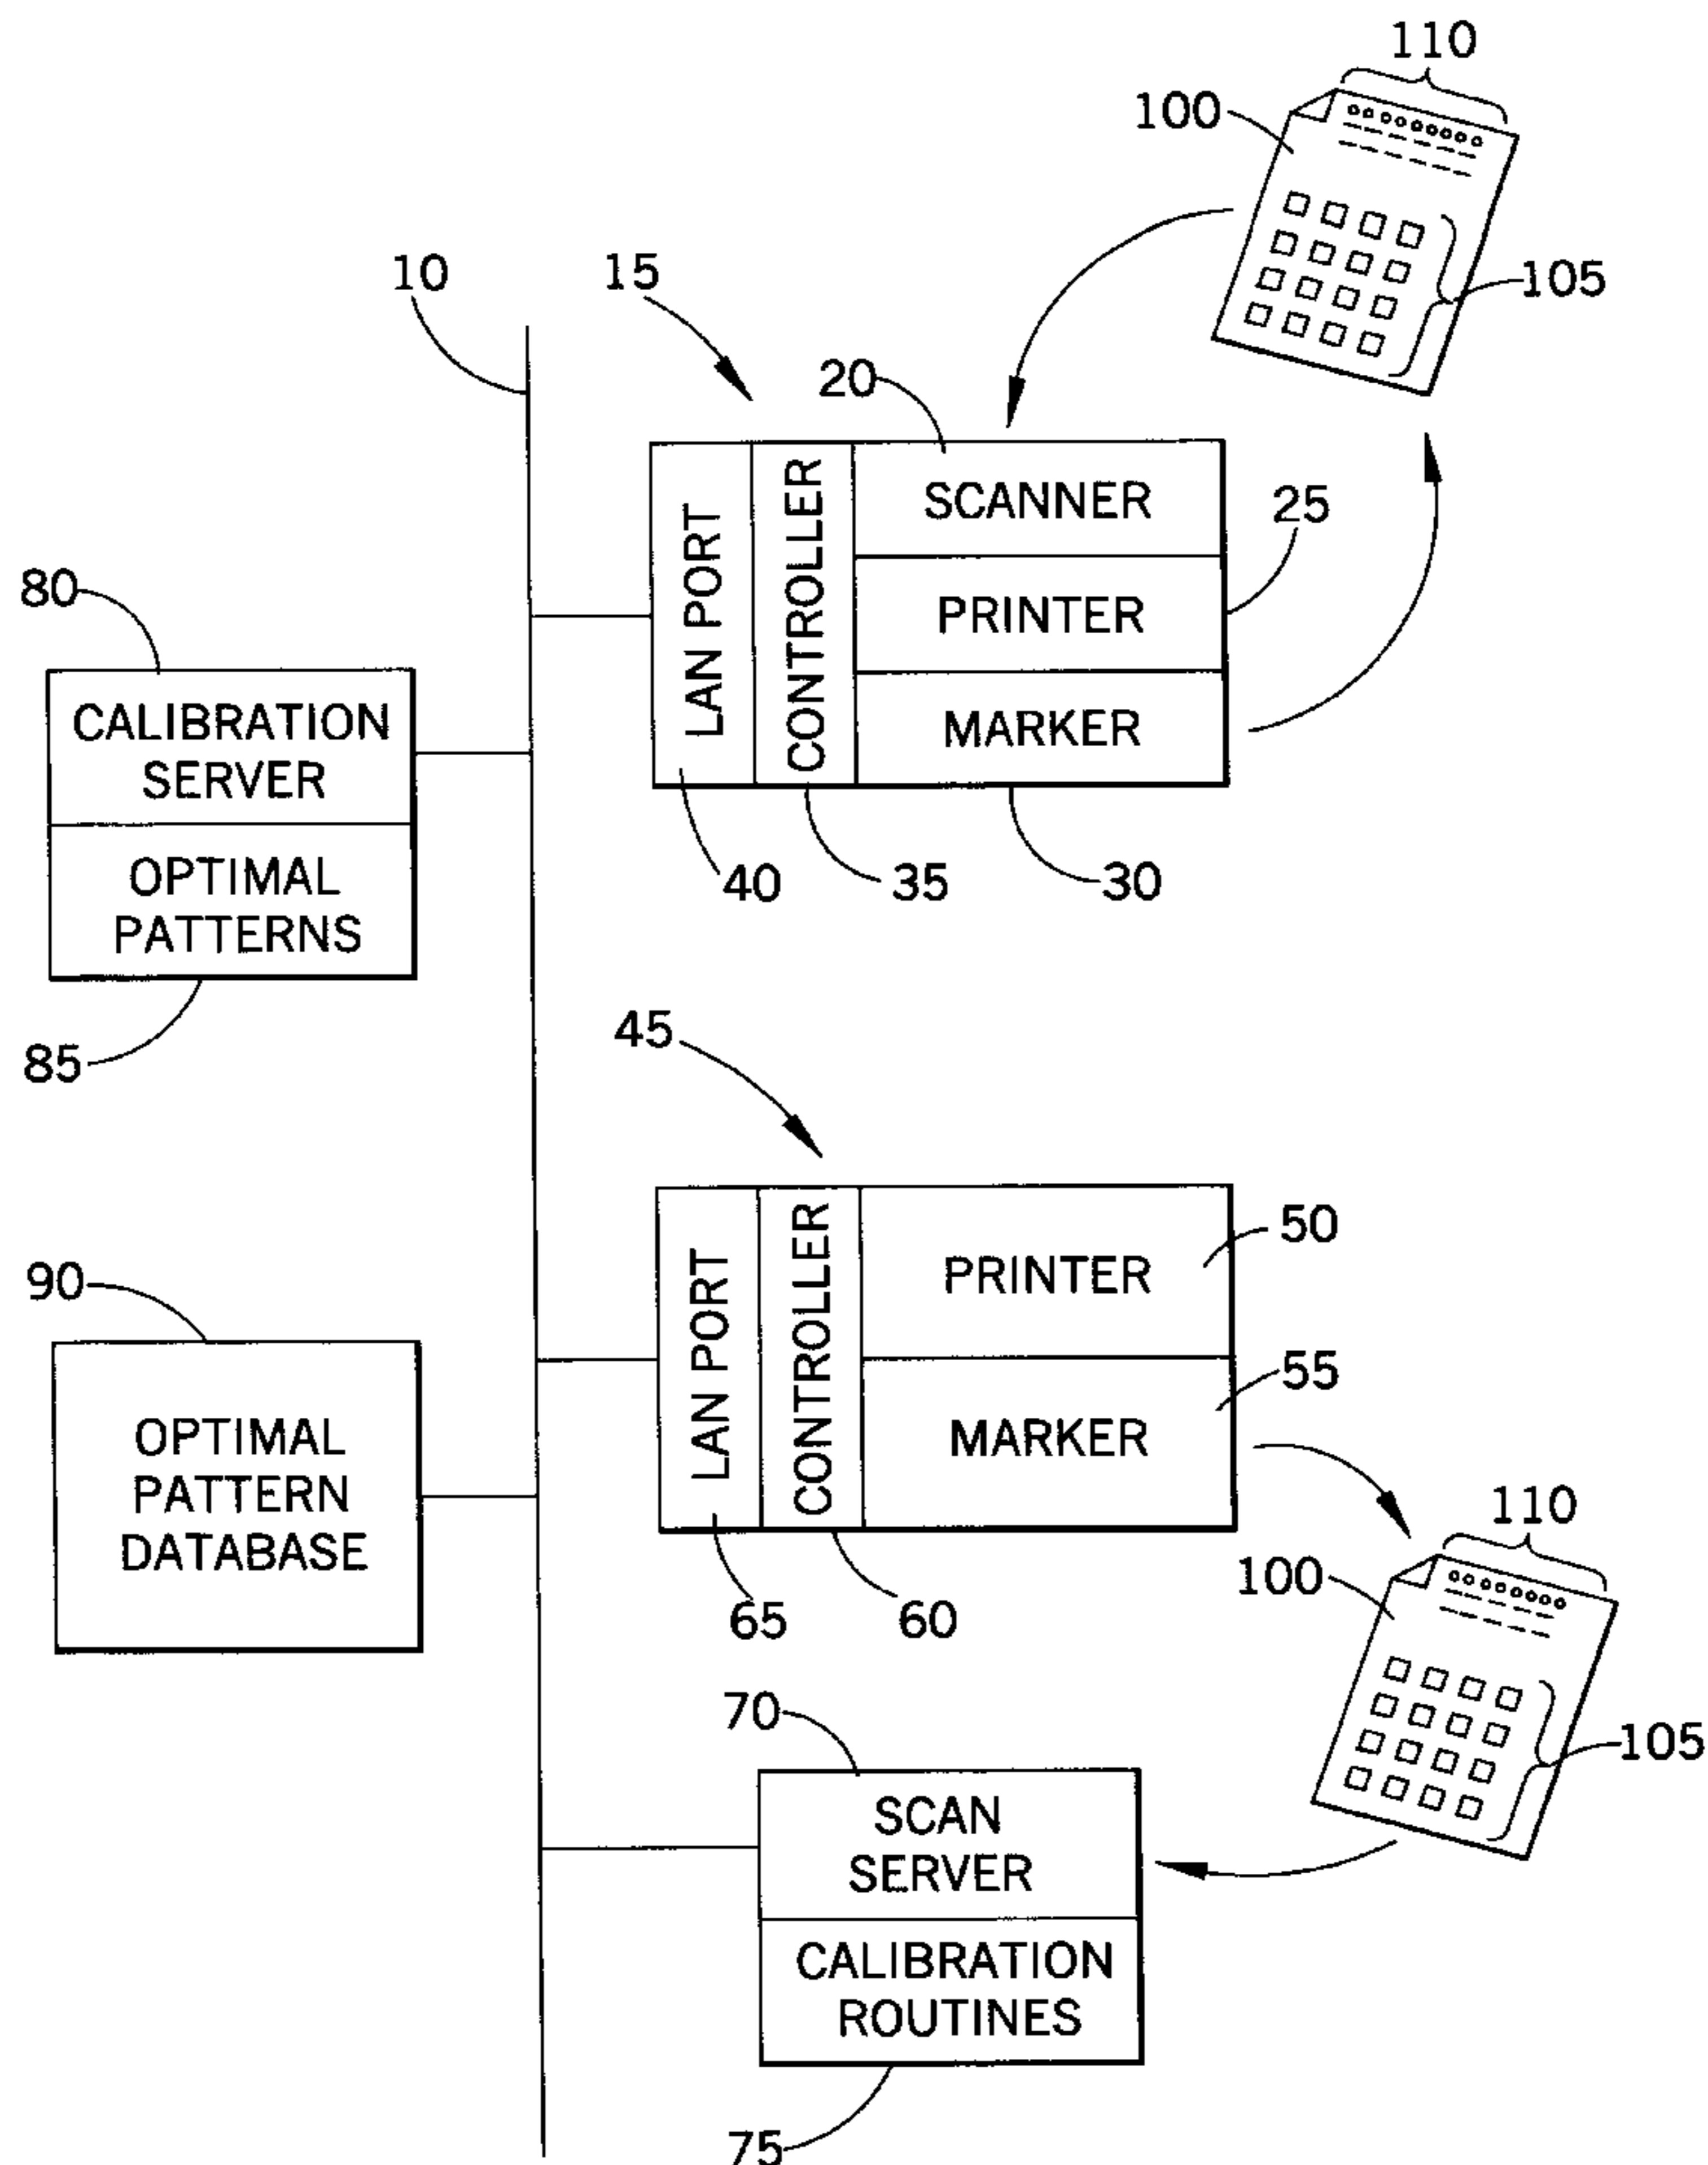 110
100
105
10
15
20
SCANNER
25
PRINTER
MARKER
LAN PORT
CONTROLLER
40
35
30
80
CALIBRATION
SERVER
OPTIMAL
PATTERNS
85
45
PRINTER
50
MARKER
55
LAN PORT
CONTROLLER
65
60
90
OPTIMAL
PATTERN
DATABASE
110
100
105
70
SCAN
SERVER
CALIBRATION
ROUTINES
75